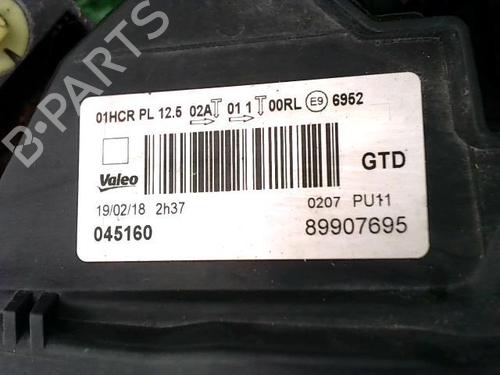 01HCR PL 12.5 02A 01 1 00RL E9 6952
Valeo
GTD
19/02/18 2h37
0207 PU11
045160
89907695
B-PARTS